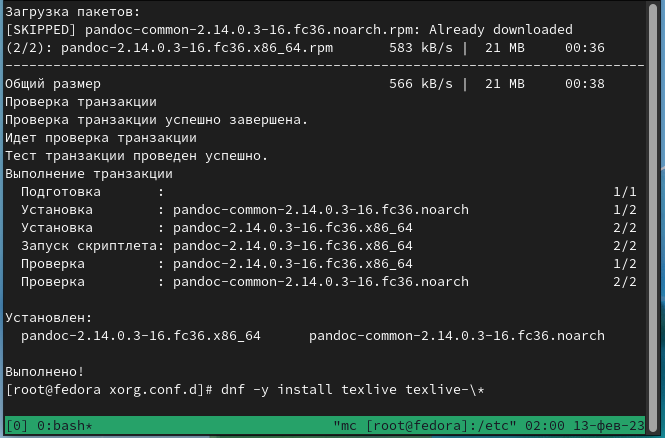 Загрузка пакетов:
[SKIPPED] pandoc-common-2.14.0.3-16.fc36.noarch.rpm: Already downloaded
(2/2): pandoc-2.14.0.3-16.fc36.x86_64.rpm       583 kB/s |  21 MB     00:36
--------------------------------------------------------------------------------
Общий размер                                    566 kB/s |  21 MB     00:38
Проверка транзакции
Проверка транзакции успешно завершена.
Идет проверка транзакции
Тест транзакции проведен успешно.
Выполнение транзакции
  Подготовка       :                                                        1/1
  Установка        : pandoc-common-2.14.0.3-16.fc36.noarch                  1/2
  Установка        : pandoc-2.14.0.3-16.fc36.x86_64                         2/2
  Запуск скриптлета: pandoc-2.14.0.3-16.fc36.x86_64                         2/2
  Проверка         : pandoc-2.14.0.3-16.fc36.x86_64                         1/2
  Проверка         : pandoc-common-2.14.0.3-16.fc36.noarch                  2/2
Установлен:
  pandoc-2.14.0.3-16.fc36.x86_64      pandoc-common-2.14.0.3-16.fc36.noarch
Выполнено!
[root@fedora xorg.conf.d]# dnf -y install texlive texlive-\*
[0] 0:bash*                              "mc [root@fedora]:/etc" 02:00 13-фев-23